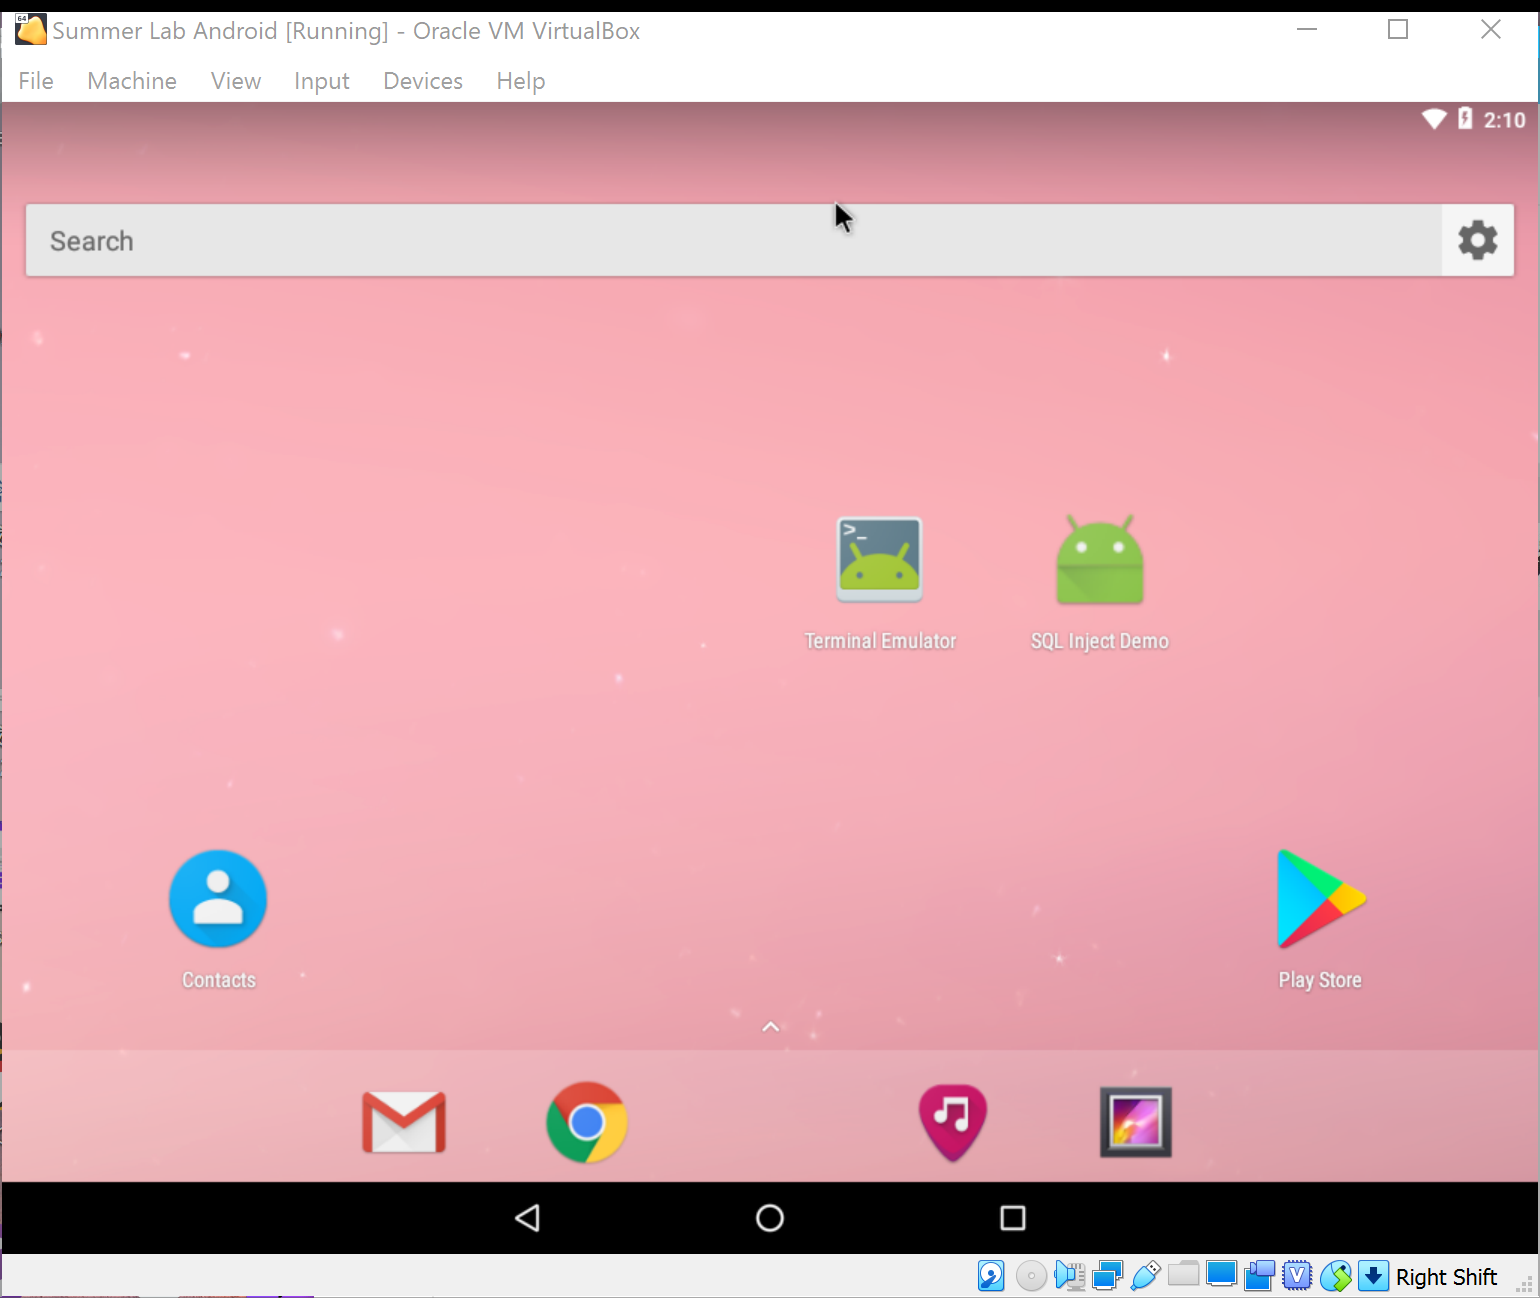 Summer Lab Android [Running] - Oracle VM VirtualBox
File Machine View Input Devices Help
2:10
Search
>_
Terminal Emulator SQL Inject Demo
Contacts Play Store
Right Shift